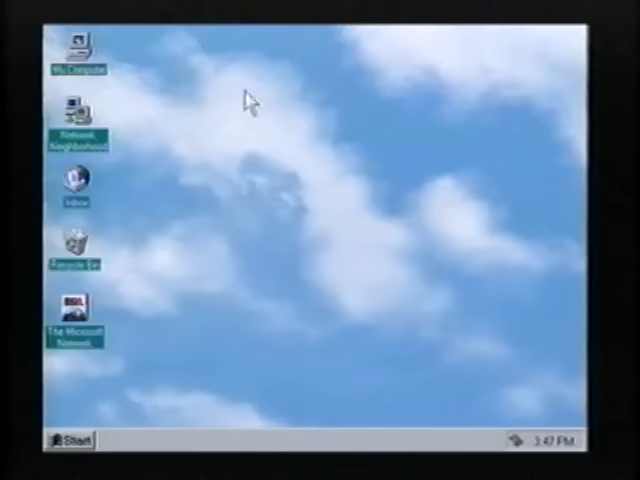 My Computer
Network
Neighborhood
Inbox
Recycle Bin
The Microsoft
Network
Start
3:47 PM